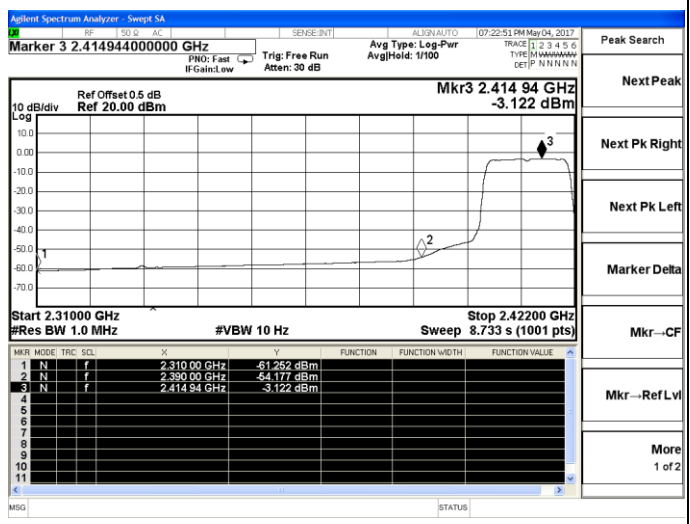 Agilent Spectrum Analyzer - Swept SA
RF 50 Ω AC SENSE:INT ALIGN AUTO 07:22:51 PM May 04, 2017
Marker 3 2.414944000000 GHz
PNO: Fast
IFGain:Low
Trig: Free Run
Atten: 30 dB
Avg Type: Log-Pwr
Avg|Hold: 1/100
TRACE 1 2 3 4 5 6
TYPE M WWWWW
DET P N N N N N
Peak Search
Next Peak
Next Pk Right
Next Pk Left
Marker Delta
Mkr→CF
Mkr→Ref Lvl
More
1 of 2
Ref Offset 0.5 dB
Ref 20.00 dBm
10 dB/div
Log
Mkr3 2.414 94 GHz
-3.122 dBm
10.0
0.00
-10.0
-20.0
-30.0
-40.0
-50.0
-60.0
-70.0
1
2
3
Start 2.31000 GHz
Stop 2.42200 GHz
#Res BW 1.0 MHz #VBW 10 Hz Sweep 8.733 s (1001 pts)
MKR MODE TRC SCL X Y FUNCTION FUNCTION WIDTH FUNCTION VALUE
1 N f 2.310 00 GHz -61.252 dBm
2 N f 2.390 00 GHz -54.177 dBm
3 N f 2.414 94 GHz -3.122 dBm
4
5
6
7
8
9
10
11
MSG STATUS